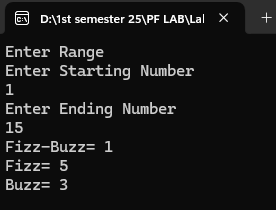 D:\1st semester 25\PF LAB\Lal
Enter Range
Enter Starting Number
1
Enter Ending Number
15
Fizz-Buzz= 1
Fizz= 5
Buzz= 3